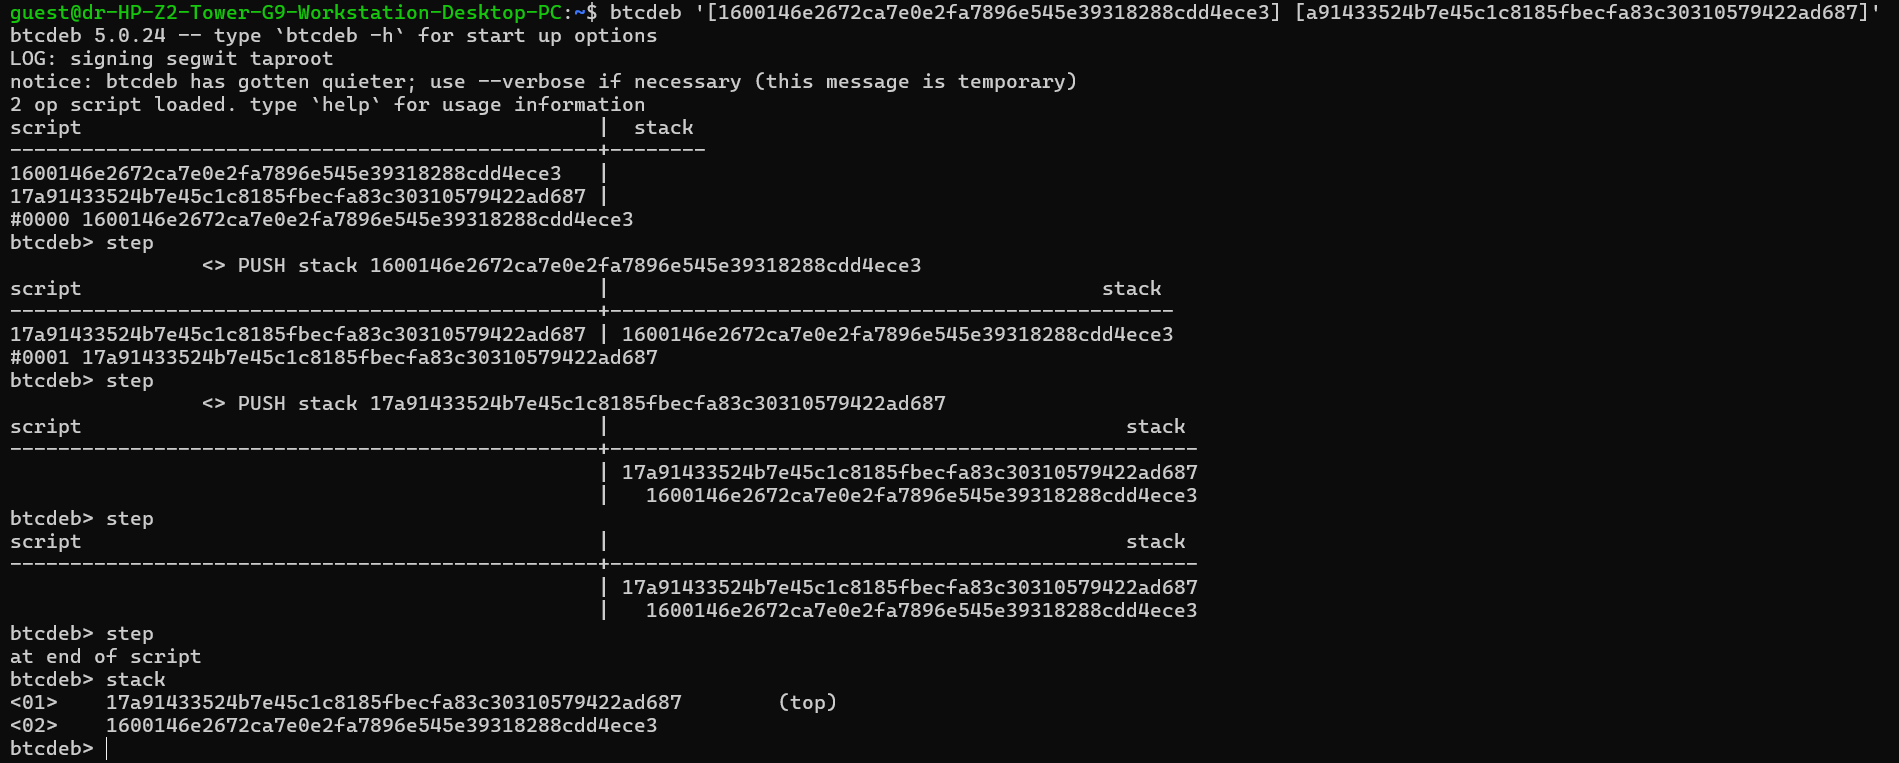 guest@dr-HP-Z2-Tower-G9-Workstation-Desktop-PC:~$ btcdeb '[1600146e2672ca7e0e2fa7896e545e39318288cdd4ece3] [a91433524b7e45c1c8185fbecfa83c30310579422ad687]'
btcdeb 5.0.24 -- type `btcdeb -h` for start up options
LOG: signing segwit taproot
notice: btcdeb has gotten quieter; use --verbose if necessary (this message is temporary)
2 op script loaded. type `help` for usage information
script                                           |  stack
-------------------------------------------------+--------
1600146e2672ca7e0e2fa7896e545e39318288cdd4ece3   |
17a91433524b7e45c1c8185fbecfa83c30310579422ad687 |
#0000 1600146e2672ca7e0e2fa7896e545e39318288cdd4ece3
btcdeb> step
                <> PUSH stack 1600146e2672ca7e0e2fa7896e545e39318288cdd4ece3
script                                           |                                         stack
-------------------------------------------------+-----------------------------------------------
17a91433524b7e45c1c8185fbecfa83c30310579422ad687 | 1600146e2672ca7e0e2fa7896e545e39318288cdd4ece3
#0001 17a91433524b7e45c1c8185fbecfa83c30310579422ad687
btcdeb> step
                <> PUSH stack 17a91433524b7e45c1c8185fbecfa83c30310579422ad687
script                                           |                                           stack
-------------------------------------------------+-------------------------------------------------
                                                 | 17a91433524b7e45c1c8185fbecfa83c30310579422ad687
                                                 |   1600146e2672ca7e0e2fa7896e545e39318288cdd4ece3
btcdeb> step
script                                           |                                           stack
-------------------------------------------------+-------------------------------------------------
                                                 | 17a91433524b7e45c1c8185fbecfa83c30310579422ad687
                                                 |   1600146e2672ca7e0e2fa7896e545e39318288cdd4ece3
btcdeb> step
at end of script
btcdeb> stack
<01>    17a91433524b7e45c1c8185fbecfa83c30310579422ad687        (top)
<02>    1600146e2672ca7e0e2fa7896e545e39318288cdd4ece3
btcdeb>